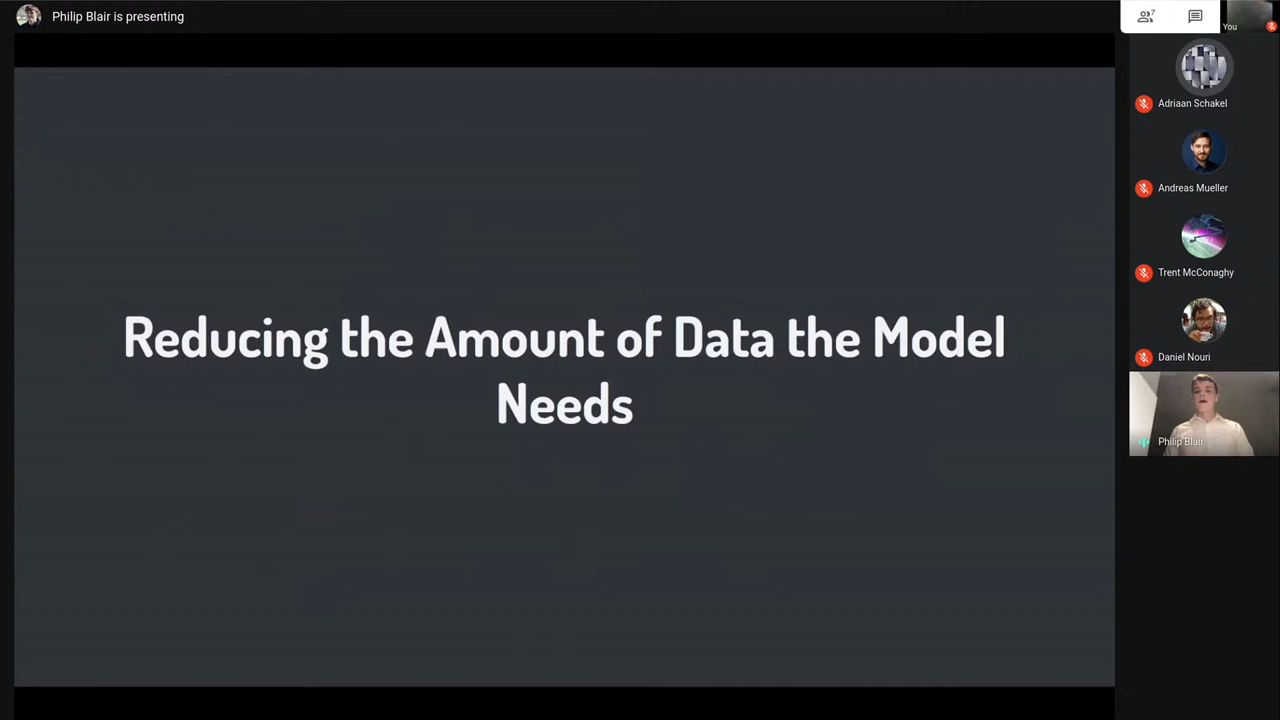 Philip Blair is presenting
7
You
Adriaan Schakel
Andreas Mueller
Trent McConaghy
Daniel Nouri
Philip Blair
Reducing the Amount of Data the Model
Needs